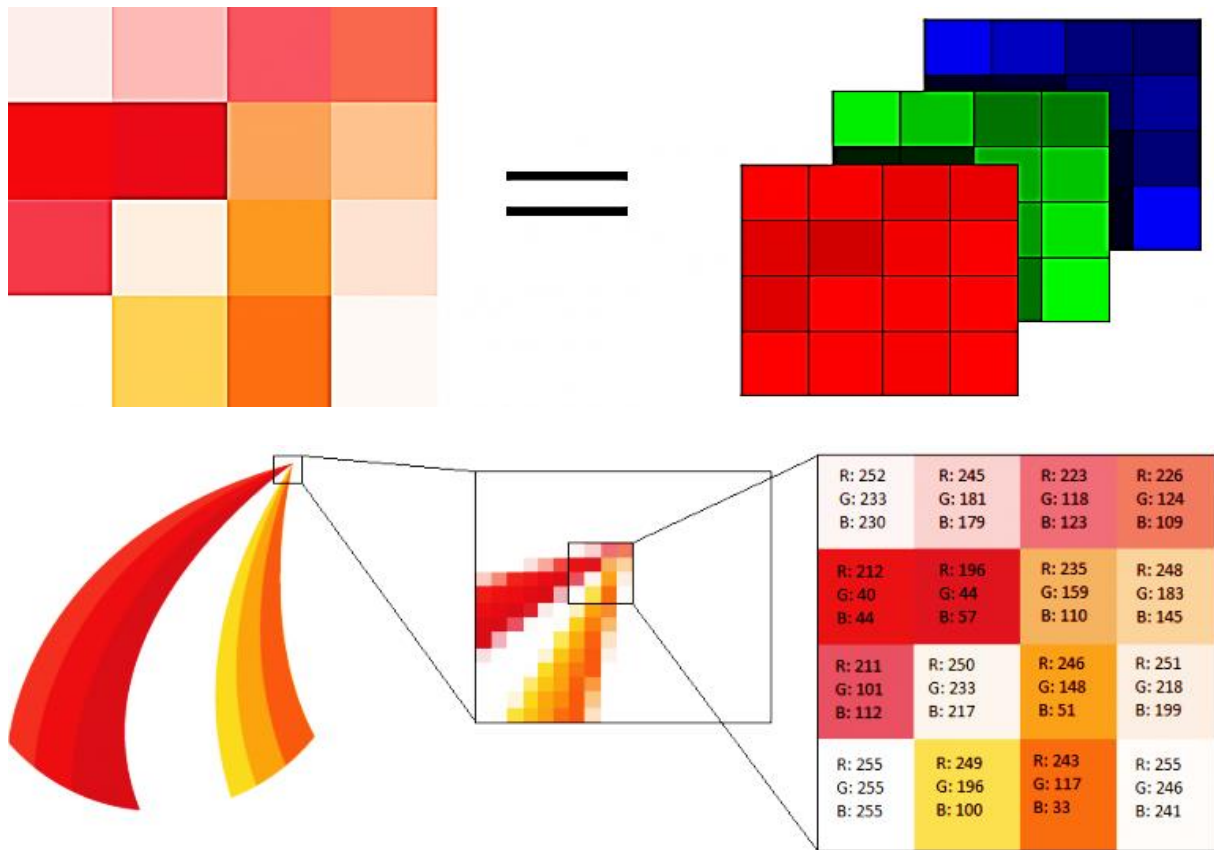 R: 252
G: 233
B: 230
R: 245
G: 181
B: 179
R: 223
G: 118
B: 123
R: 226
G: 124
B: 109
R: 212
G: 40
B: 44
R: 196
G: 44
B: 57
R: 235
G: 159
B: 110
R: 248
G: 183
B: 145
R: 211
G: 101
B: 112
R: 250
G: 233
B: 217
R: 246
G: 148
B: 51
R: 251
G: 218
B: 199
R: 255
G: 255
B: 255
R: 249
G: 196
B: 100
R: 243
G: 117
B: 33
R: 255
G: 246
B: 241